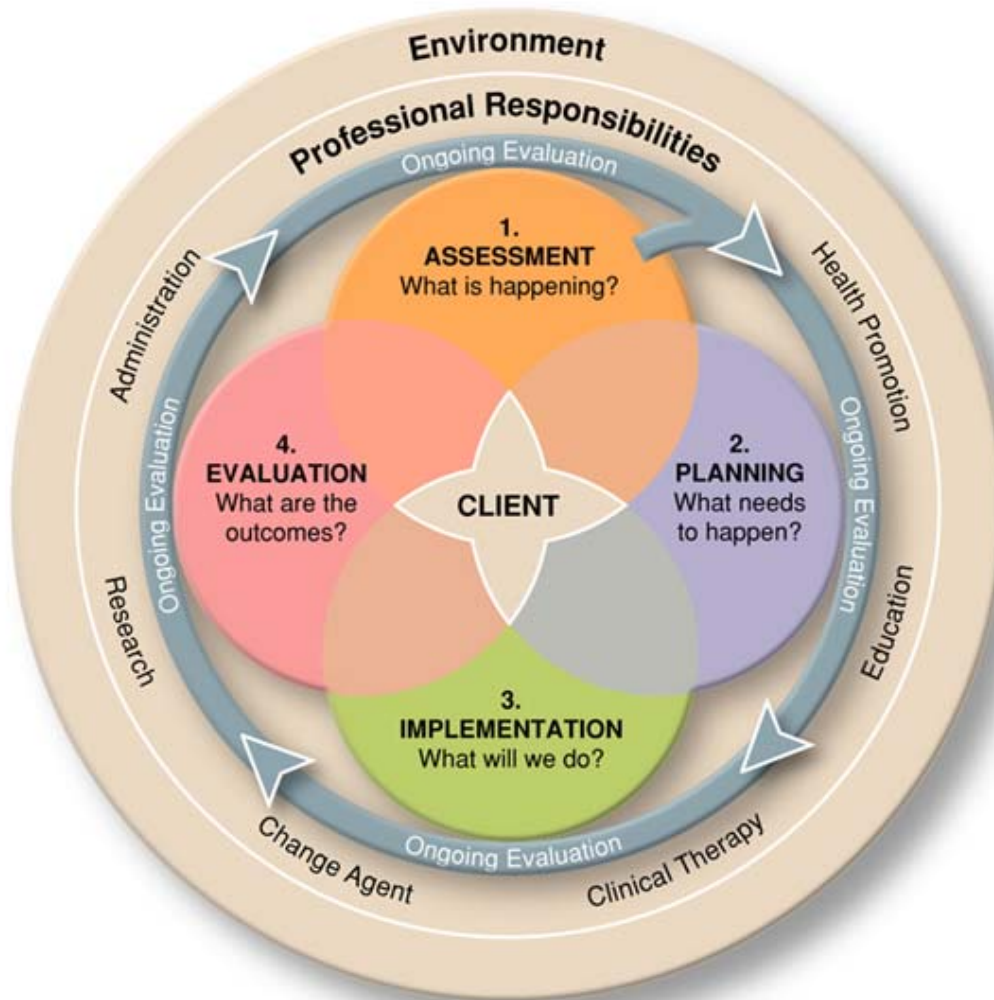 Environment
Professional Responsibilities
Ongoing Evaluation
1.
ASSESSMENT
What is happening?
Administration
Health Promotion
4.
EVALUATION
What are the
outcomes?
CLIENT
2.
PLANNING
What needs
to happen?
Ongoing Evaluation
Ongoing Evaluation
Research
Education
3.
IMPLEMENTATION
What will we do?
Ongoing Evaluation
Change Agent
Clinical Therapy